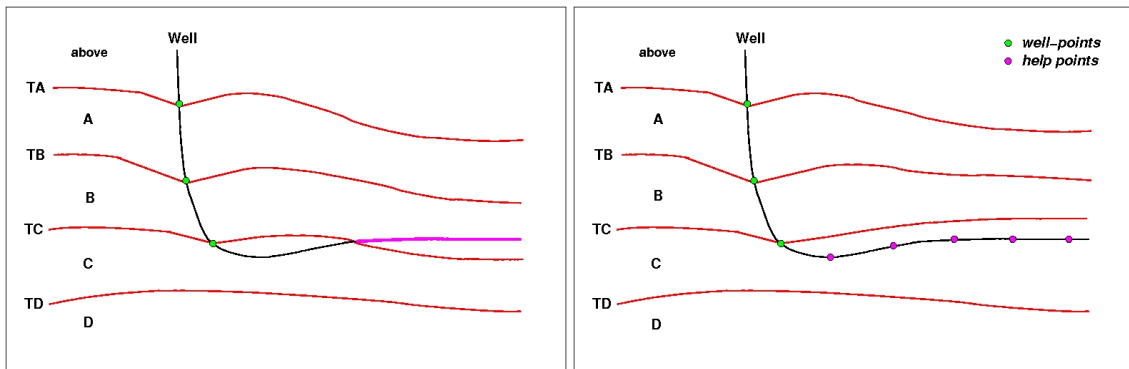 Well
above
TA
A
TB
B
TC
C
TD
D
Well
above
well-points
help points
TA
A
TB
B
TC
C
TD
D